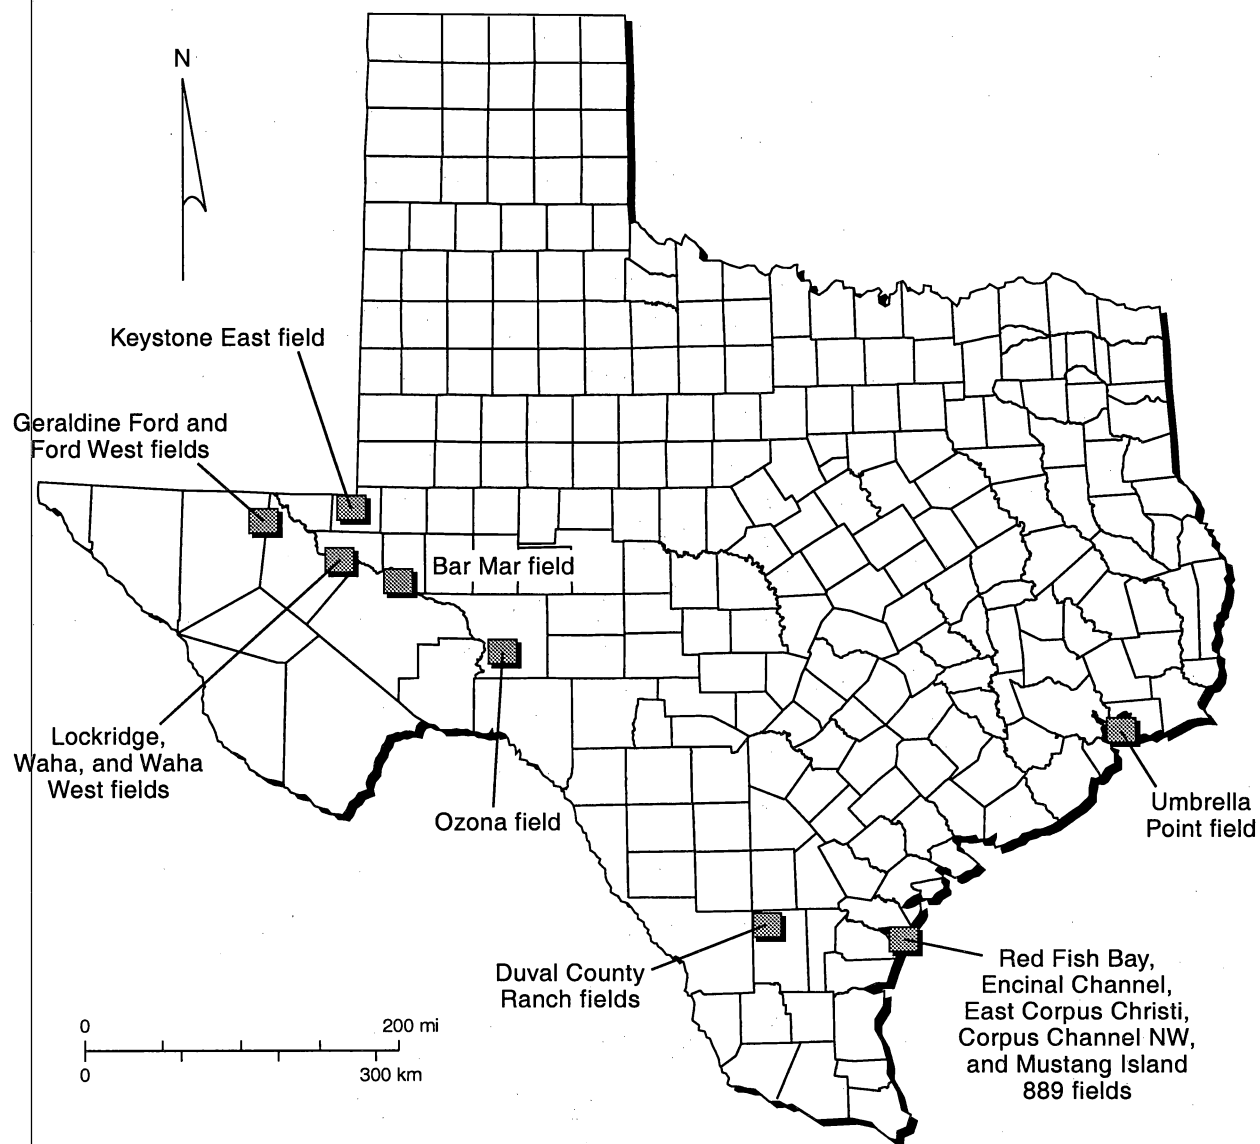 N
Keystone East field
Geraldine Ford and
Ford West fields
Bar Mar field
Lockridge,
Waha, and Waha
West fields
Ozona field
Umbrella
Point field
Duval County
Ranch fields
Red Fish Bay,
Encinal Channel,
East Corpus Christi,
Corpus Channel NW,
and Mustang Island
889 fields
0 200 mi
0 300 km